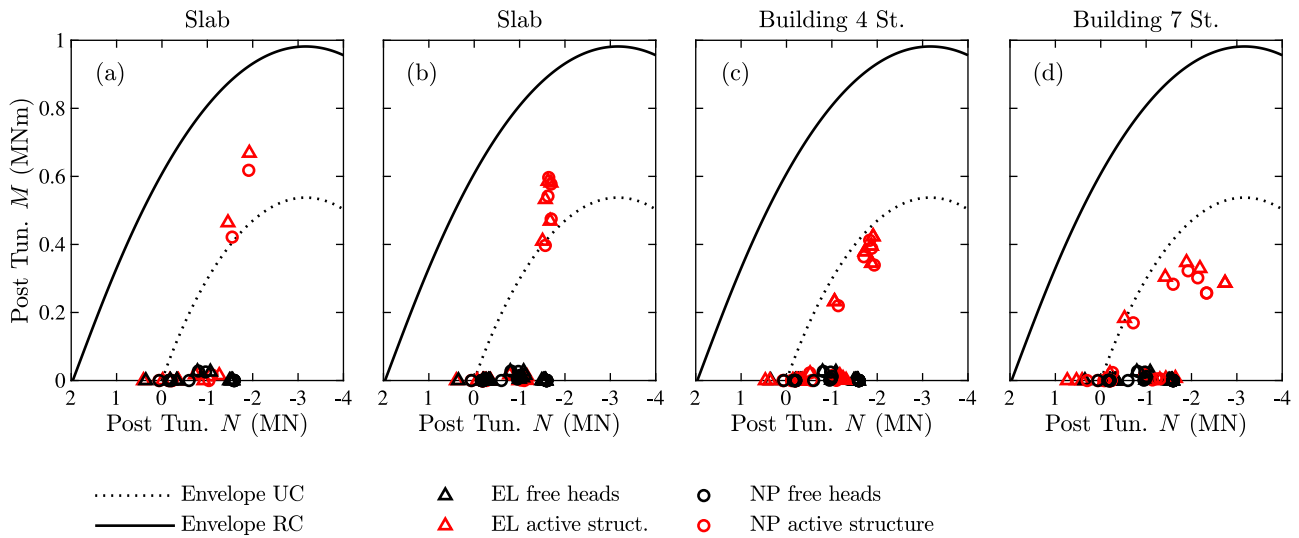 Slab Slab Building 4 St. Building 7 St.
1
(a) (b) (c) (d)
0.8
0.6
0.4
0.2
0
2 1 0 -1 -2 -3 -4 2 1 0 -1 -2 -3 -4 2 1 0 -1 -2 -3 -4 2 1 0 -1 -2 -3 -4
Post Tun. M (MNm)
Post Tun. N (MN) Post Tun. N (MN) Post Tun. N (MN) Post Tun. N (MN)
Envelope UC EL free heads NP free heads
Envelope RC EL active struct. NP active structure